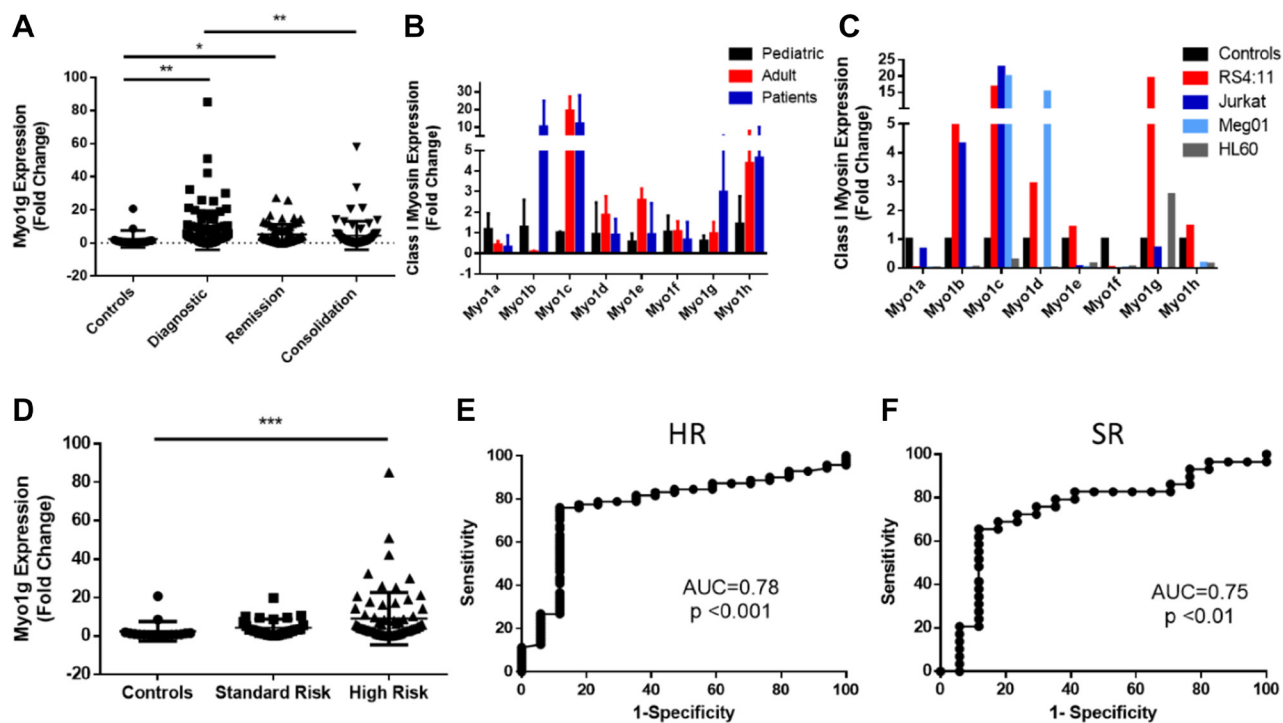 A
**
*
**
Myo1g Expression
(Fold Change)
100
80
60
40
20
0
-20
Controls
Diagnostic
Remission
Consolidation
B
Pediatric
Adult
Patients
Class I Myosin Expression
(Fold Change)
30
20
10
5
4
3
2
1
0
-1
Myo1a
Myo1b
Myo1c
Myo1d
Myo1e
Myo1f
Myo1g
Myo1h
C
Controls
RS4:11
Jurkat
Meg01
HL60
Class I Myosin Expression
(Fold Change)
25
20
15
10
5
5
4
3
2
1
0
Myo1a
Myo1b
Myo1c
Myo1d
Myo1e
Myo1f
Myo1g
Myo1h
D
***
Myo1g Expression
(Fold Change)
100
80
60
40
20
0
-20
Controls Standard Risk High Risk
E
HR
Sensitivity
100
80
60
40
20
0
AUC=0.78
p <0.001
0 20 40 60 80 100
1-Specificity
F
SR
Sensitivity
100
80
60
40
20
0
AUC=0.75
p <0.01
0 20 40 60 80 100
1- Specificity